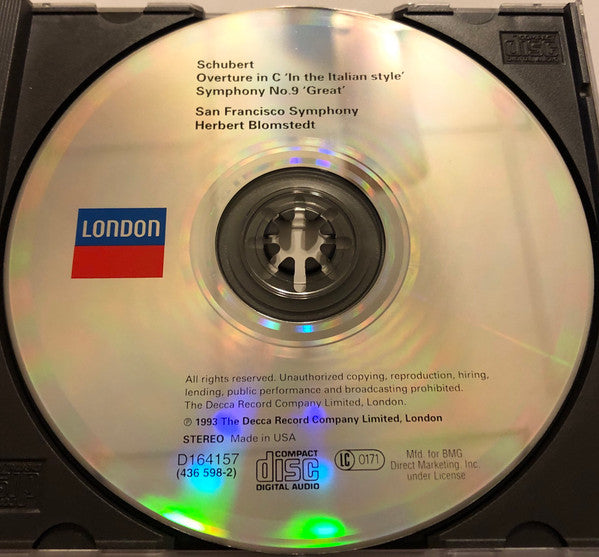 Schubert
Overture in C 'In the Italian style'
Symphony No.9 'Great'
San Francisco Symphony
Herbert Blomstedt
LONDON
All rights reserved. Unauthorized copying, reproduction, hiring,
lending, public performance and broadcasting prohibited.
The Decca Record Company Limited, London.
℗ 1993 The Decca Record Company Limited, London
STEREO Made in USA
D164157
(436 598-2)
COMPACT
disc
DIGITAL AUDIO
LC 0171
Mfd. for BMG
Direct Marketing, Inc.
under License
disc